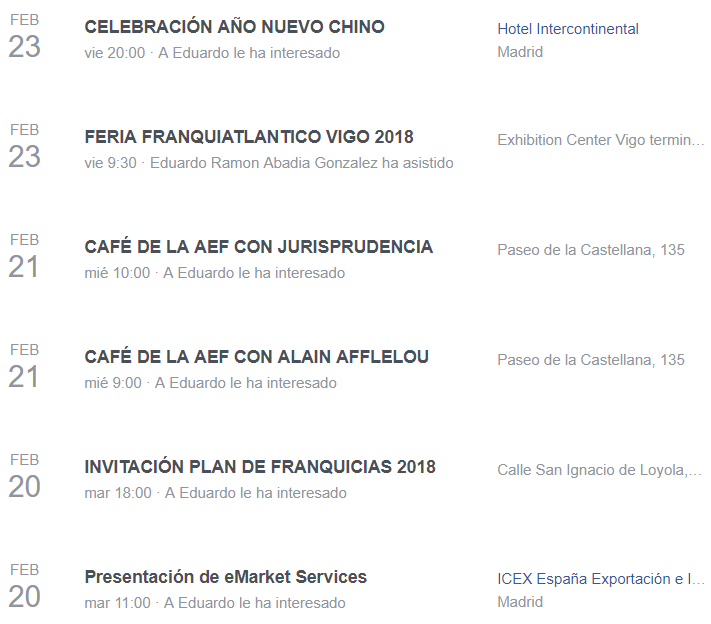 FEB
23
CELEBRACIÓN AÑO NUEVO CHINO
vie 20:00 · A Eduardo le ha interesado
Hotel Intercontinental
Madrid
FEB
23
FERIA FRANQUIATLANTICO VIGO 2018
vie 9:30 · Eduardo Ramon Abadia Gonzalez ha asistido
Exhibition Center Vigo termin…
FEB
21
CAFÉ DE LA AEF CON JURISPRUDENCIA
mié 10:00 · A Eduardo le ha interesado
Paseo de la Castellana, 135
FEB
21
CAFÉ DE LA AEF CON ALAIN AFFLELOU
mié 9:00 · A Eduardo le ha interesado
Paseo de la Castellana, 135
FEB
20
INVITACIÓN PLAN DE FRANQUICIAS 2018
mar 18:00 · A Eduardo le ha interesado
Calle San Ignacio de Loyola,…
FEB
20
Presentación de eMarket Services
mar 11:00 · A Eduardo le ha interesado
ICEX España Exportación e I…
Madrid